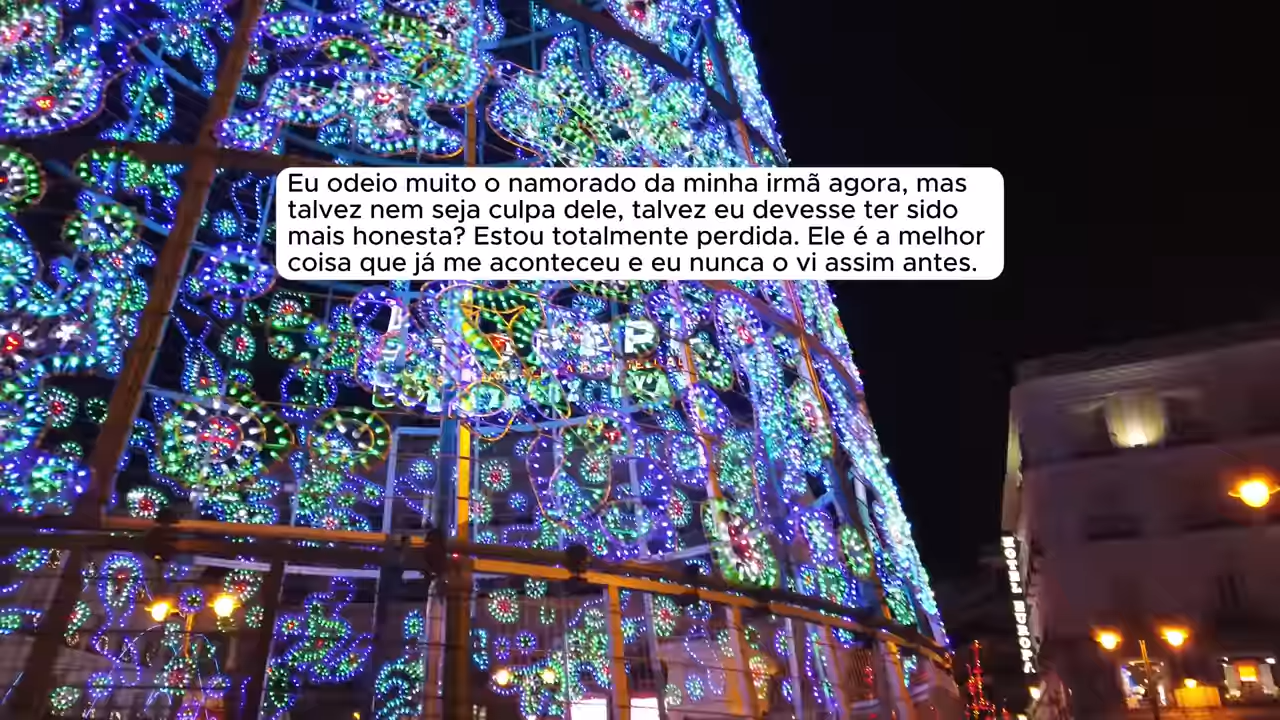 Eu odeio muito o namorado da minha irmã agora, mas
talvez nem seja culpa dele, talvez eu devesse ter sido
mais honesta? Estou totalmente perdida. Ele é a melhor
coisa que já me aconteceu e eu nunca o vi assim antes.
HOTEL EUROPA